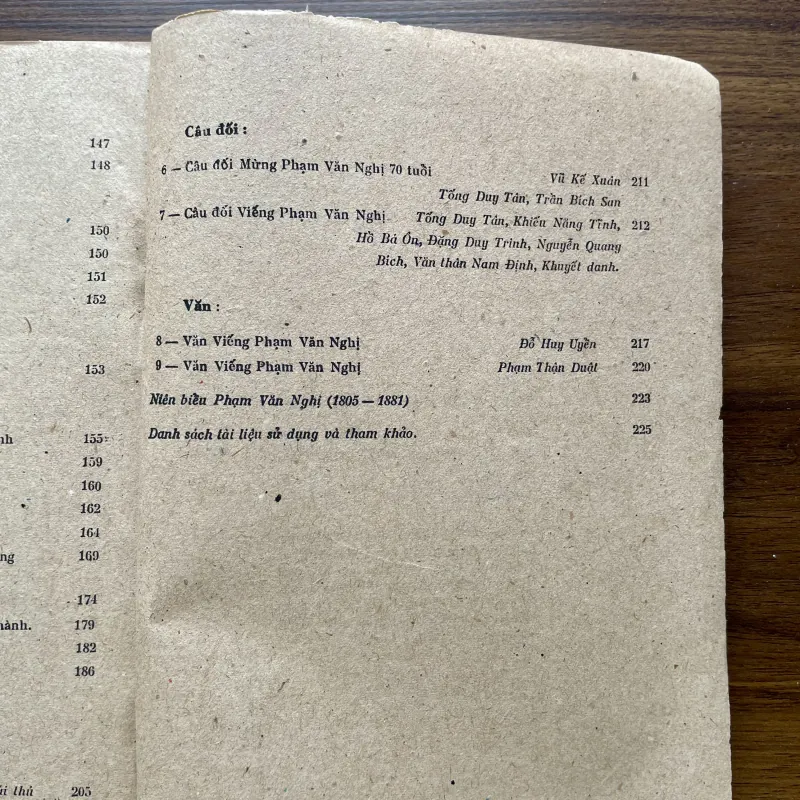 147
148
150
150
151
152
153
155
159
160
162
164
169
174
179
182
186
205
Câu đối :
6 — Câu đối Mừng Phạm Văn Nghị 70 tuổi
Vũ Kế Xuân 211
Tống Duy Tân, Trần Bích San
7 — Câu đối Viếng Phạm Văn Nghị. Tống Duy Tân, Khiếu Năng Tĩnh, 212
Hồ Bá Ôn, Đặng Duy Trinh, Nguyễn Quang
Bích, Văn thân Nam Định, Khuyết danh.
Văn :
8 — Văn Viếng Phạm Văn Nghị Đỗ Huy Uyển 217
9 — Văn Viếng Phạm Văn Nghị Phạm Thận Duật 220
Niên biểu Phạm Văn Nghị (1805 — 1881) 223
Danh sách tài liệu sử dụng và tham khảo. 225